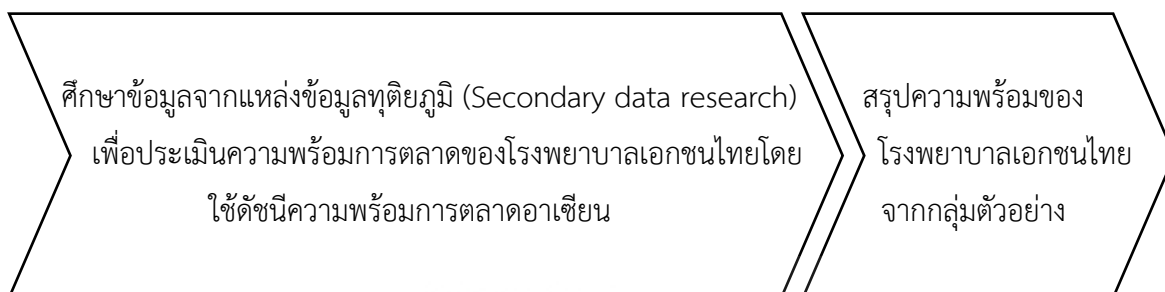 ศึกษาข้อมูลจากแหล่งข้อมูลทุติยภูมิ (Secondary data research)
เพื่อประเมินความพร้อมการตลาดของโรงพยาบาลเอกชนไทยโดย
ใช้ดัชนีความพร้อมการตลาดอาเซียน
สรุปความพร้อมของ
โรงพยาบาลเอกชนไทย
จากกลุ่มตัวอย่าง